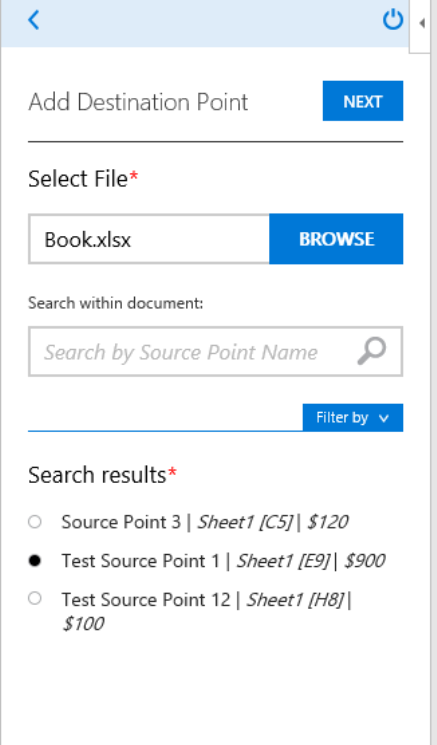 Add Destination Point
NEXT
Select File*
Book.xlsx
BROWSE
Search within document:
Search by Source Point Name
Filter by
Search results*
Source Point 3 | Sheet1 [C5] | $120
Test Source Point 1 | Sheet1 [E9] | $900
Test Source Point 12 | Sheet1 [H8] |
$100